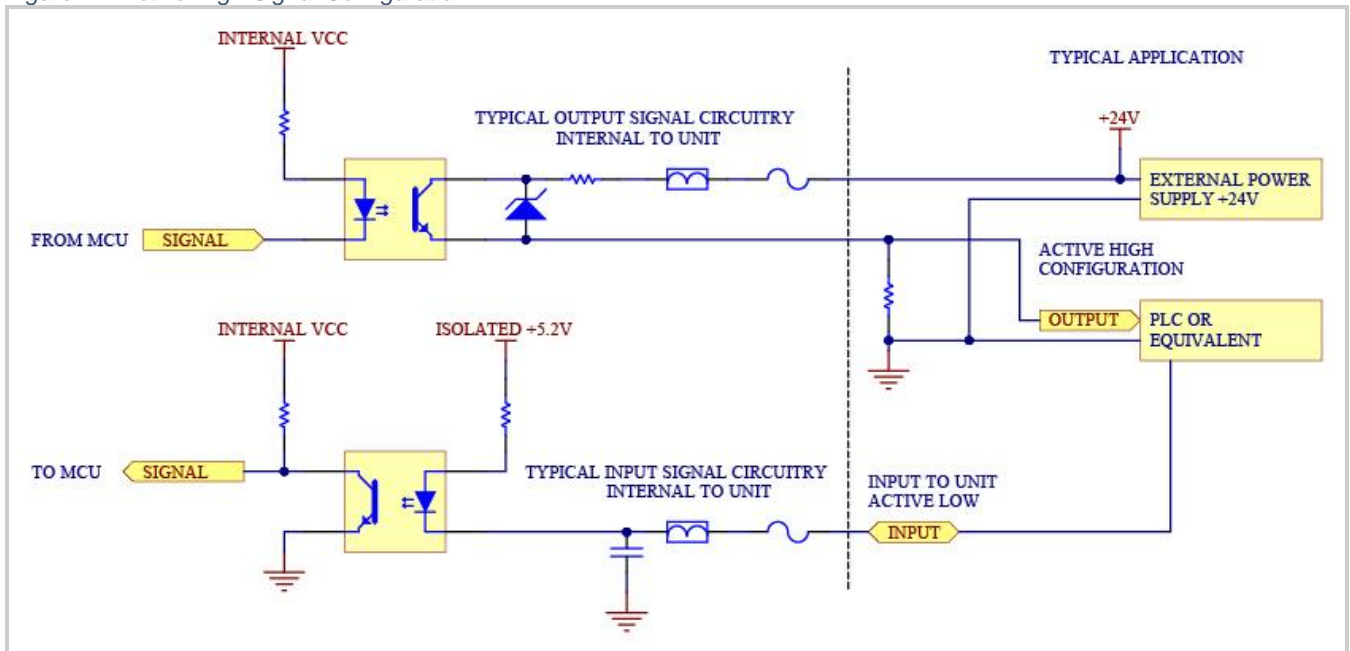 INTERNAL VCC
TYPICAL APPLICATION
TYPICAL OUTPUT SIGNAL CIRCUITRY
INTERNAL TO UNIT
+24V
EXTERNAL POWER
SUPPLY +24V
FROM MCU
SIGNAL
ACTIVE HIGH
CONFIGURATION
OUTPUT
PLC OR
EQUIVALENT
INTERNAL VCC
ISOLATED +5.2V
TO MCU
SIGNAL
TYPICAL INPUT SIGNAL CIRCUITRY
INTERNAL TO UNIT
INPUT TO UNIT
ACTIVE LOW
INPUT